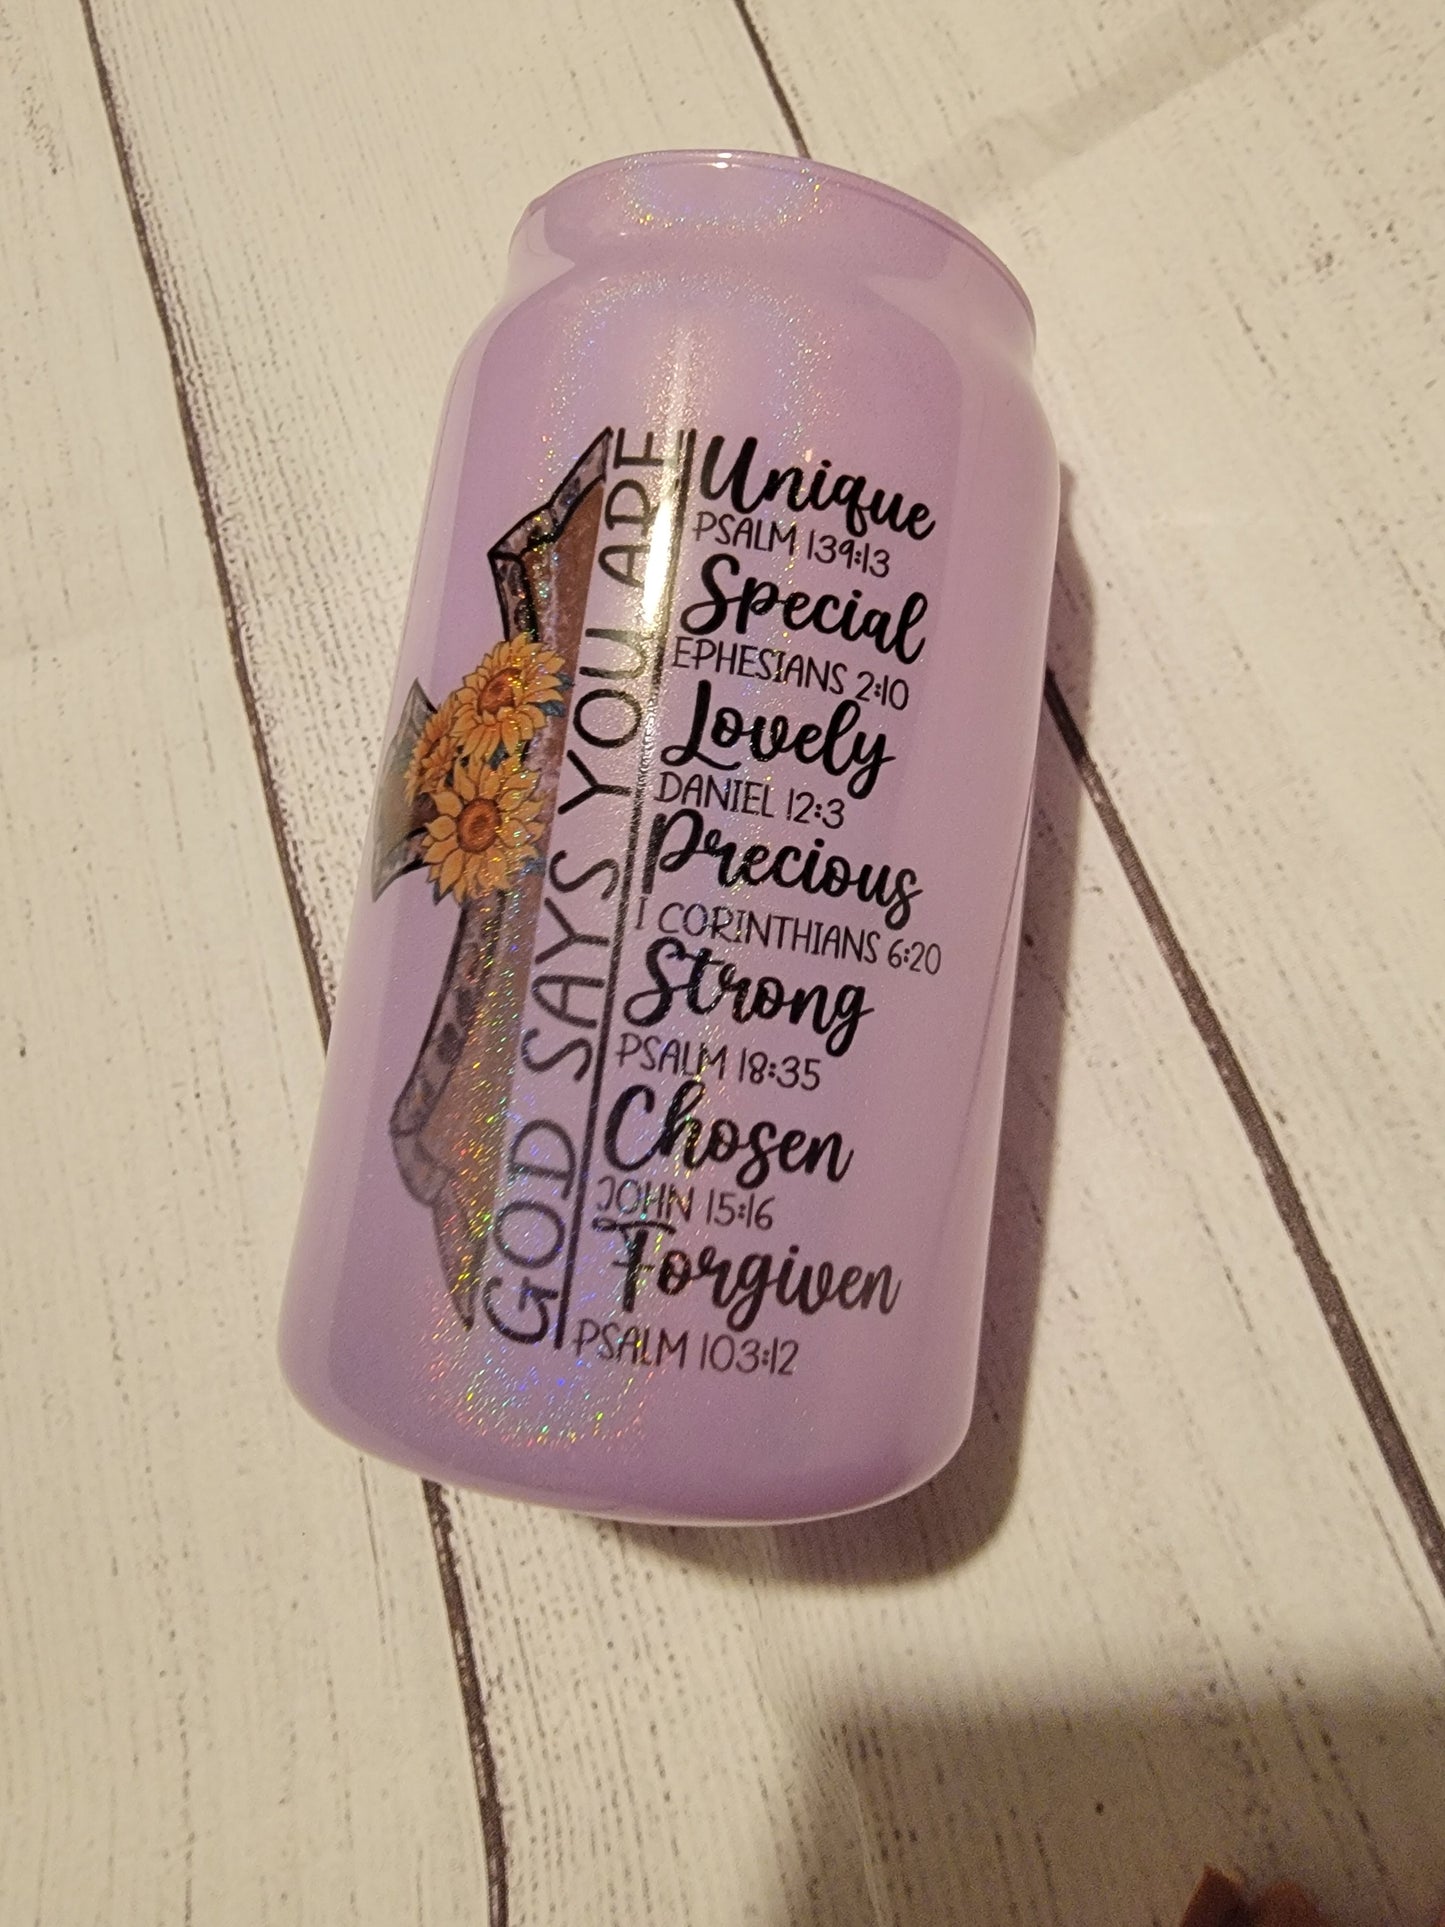 GOD SAYS YOU ARE
Unique
PSALM 139:13
Special
EPHESIANS 2:10
Lovely
DANIEL 12:3
Precious
1 CORINTHIANS 6:20
Strong
PSALM 18:35
Chosen
JOHN 15:16
Forgiven
PSALM 103:12